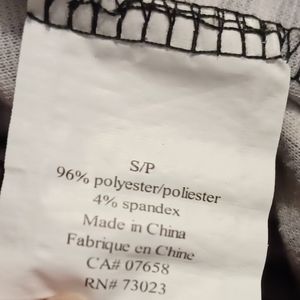 S/P
96% polyester/poliester
4% spandex
Made in China
Fabrique en Chine
CA# 07658
RN# 73023